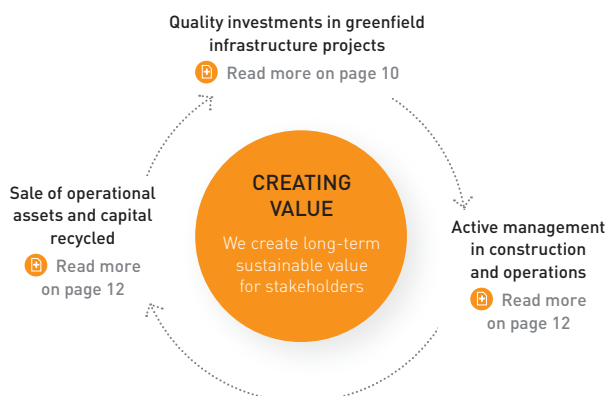 Quality investments in greenfield
infrastructure projects
Read more on page 10
CREATING
VALUE
We create long-term
sustainable value
for stakeholders
Active management
in construction
and operations
Read more
on page 12
Sale of operational
assets and capital
recycled
Read more
on page 12